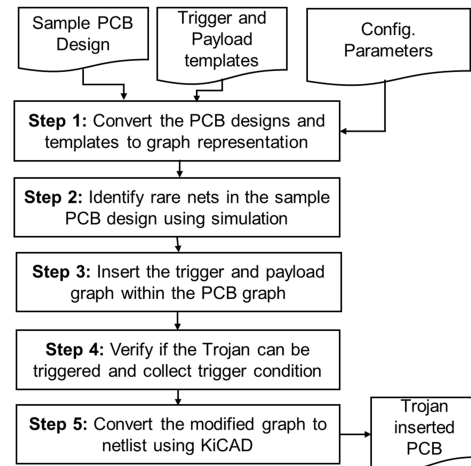 Sample PCB
Design
Trigger and
Payload
templates
Config.
Parameters
Step 1: Convert the PCB designs and
templates to graph representation
Step 2: Identify rare nets in the sample
PCB design using simulation
Step 3: Insert the trigger and payload
graph within the PCB graph
Step 4: Verify if the Trojan can be
triggered and collect trigger condition
Step 5: Convert the modified graph to
netlist using KiCAD
Trojan
inserted
PCB